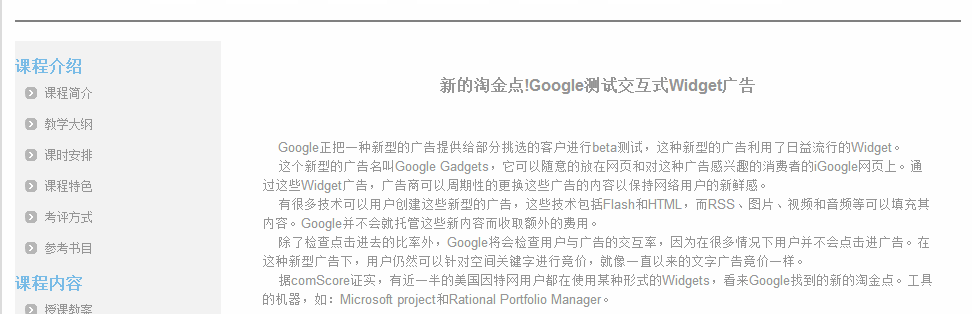 课程介绍
课程简介
教学大纲
课时安排
课程特色
考评方式
参考书目
课程内容
授课教案
新的淘金点!Google测试交互式Widget广告
Google正把一种新型的广告提供给部分挑选的客户进行beta测试，这种新型的广告利用了日益流行的Widget。
这个新型的广告名叫Google Gadgets，它可以随意的放在网页和对这种广告感兴趣的消费者的iGoogle网页上。通
过这些Widget广告，广告商可以周期性的更换这些广告的内容以保持网络用户的新鲜感。
有很多技术可以用户创建这些新型的广告，这些技术包括Flash和HTML，而RSS、图片、视频和音频等可以填充其
内容。Google并不会就托管这些新内容而收取额外的费用。
除了检查点击进去的比率外，Google将会检查用户与广告的交互率，因为在很多情况下用户并不会点击进广告。在
这种新型广告下，用户仍然可以针对空间关键字进行竞价，就像一直以来的文字广告竞价一样。
据comScore证实，有近一半的美国因特网用户都在使用某种形式的Widgets，看来Google找到的新的淘金点。工具
的机器，如：Microsoft project和Rational Portfolio Manager。